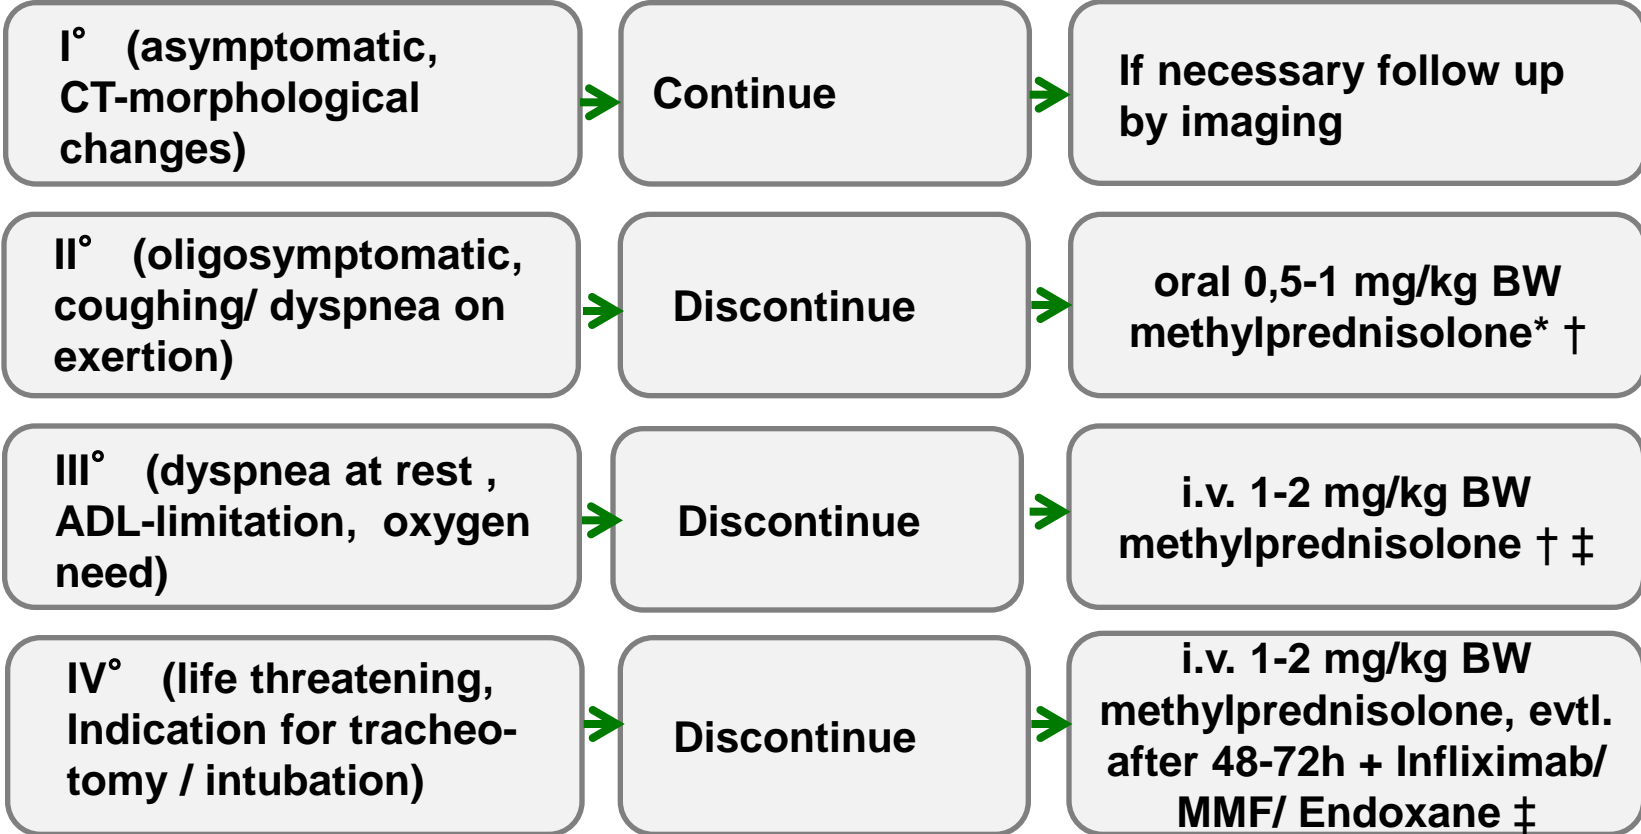 I° (asymptomatic,
CT-morphological
changes)
Continue
If necessary follow up
by imaging
II° (oligosymptomatic,
coughing/ dyspnea on
exertion)
Discontinue
oral 0,5-1 mg/kg BW
methylprednisolone* †
III° (dyspnea at rest ,
ADL-limitation, oxygen
need)
Discontinue
i.v. 1-2 mg/kg BW
methylprednisolone † ‡
IV° (life threatening,
Indication for tracheo-
tomy / intubation)
Discontinue
i.v. 1-2 mg/kg BW
methylprednisolone, evtl.
after 48-72h + Infliximab/
MMF/ Endoxane ‡